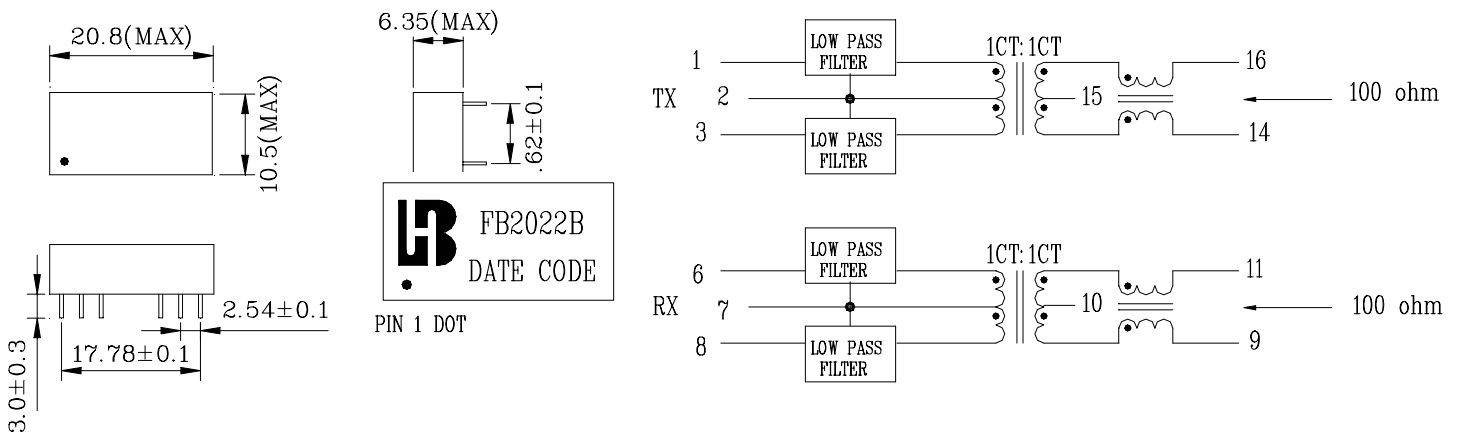 20.8(MAX)
10.5(MAX)
6.35(MAX)
.62±0.1
HB
FB2022B
DATE CODE
PIN 1 DOT
2.54±0.1
17.78±0.1
3.0±0.3
LOW PASS
FILTER
1CT:1CT
1
TX
2
3
LOW PASS
FILTER
16
15
14
100 ohm
LOW PASS
FILTER
1CT:1CT
6
RX
7
8
LOW PASS
FILTER
11
10
9
100 ohm